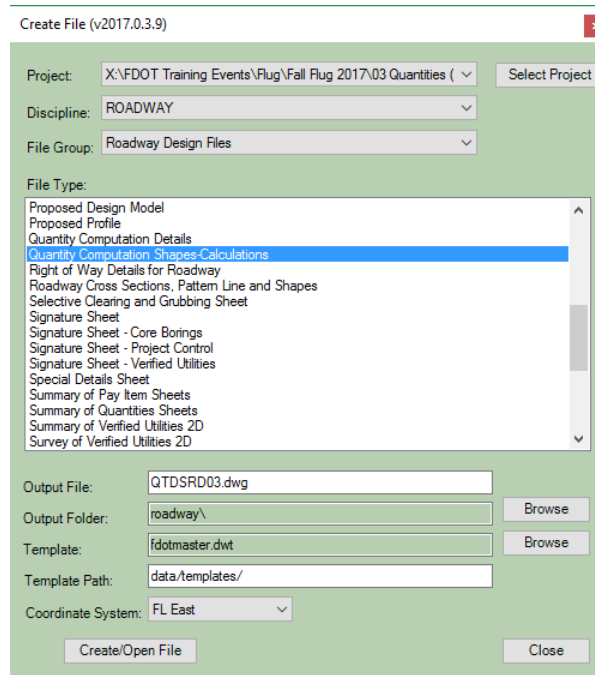 Create File (v2017.0.3.9)
Project: X:\FDOT Training Events\Flug\Fall Flug 2017\03 Quantities ( Select Project
Discipline: ROADWAY
File Group: Roadway Design Files
File Type:
Proposed Design Model
Proposed Profile
Quantity Computation Details
Quantity Computation Shapes-Calculations
Right of Way Details for Roadway
Roadway Cross Sections, Pattern Line and Shapes
Selective Clearing and Grubbing Sheet
Signature Sheet
Signature Sheet - Core Borings
Signature Sheet - Project Control
Signature Sheet - Verified Utilities
Special Details Sheet
Summary of Pay Item Sheets
Summary of Quantities Sheets
Summary of Verified Utilities 2D
Survey of Verified Utilities 2D
Output File: QTDSRD03.dwg
Output Folder: roadway\ Browse
Template: fdotmaster.dwt Browse
Template Path: data/templates/
Coordinate System: FL East
Create/Open File Close